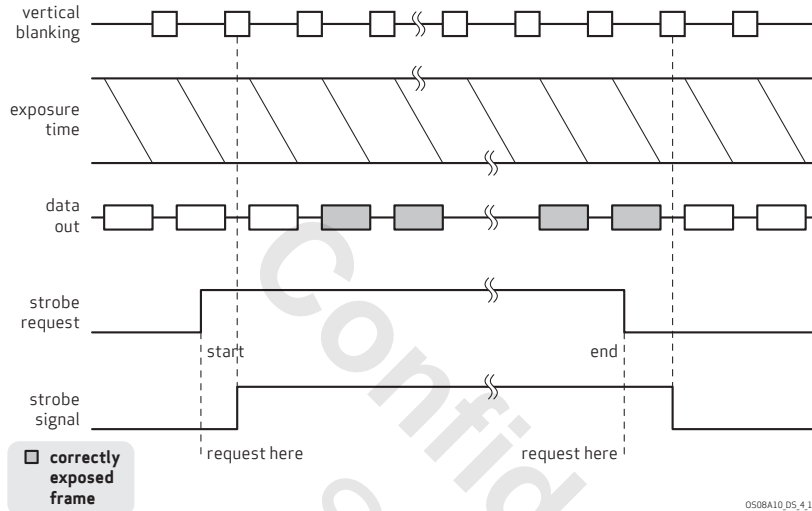 vertical
blanking
exposure
time
data
out
strobe
request
start
end
strobe
signal
request here
request here
correctly
exposed
frame
OS08A10_DS_4_1
Confid